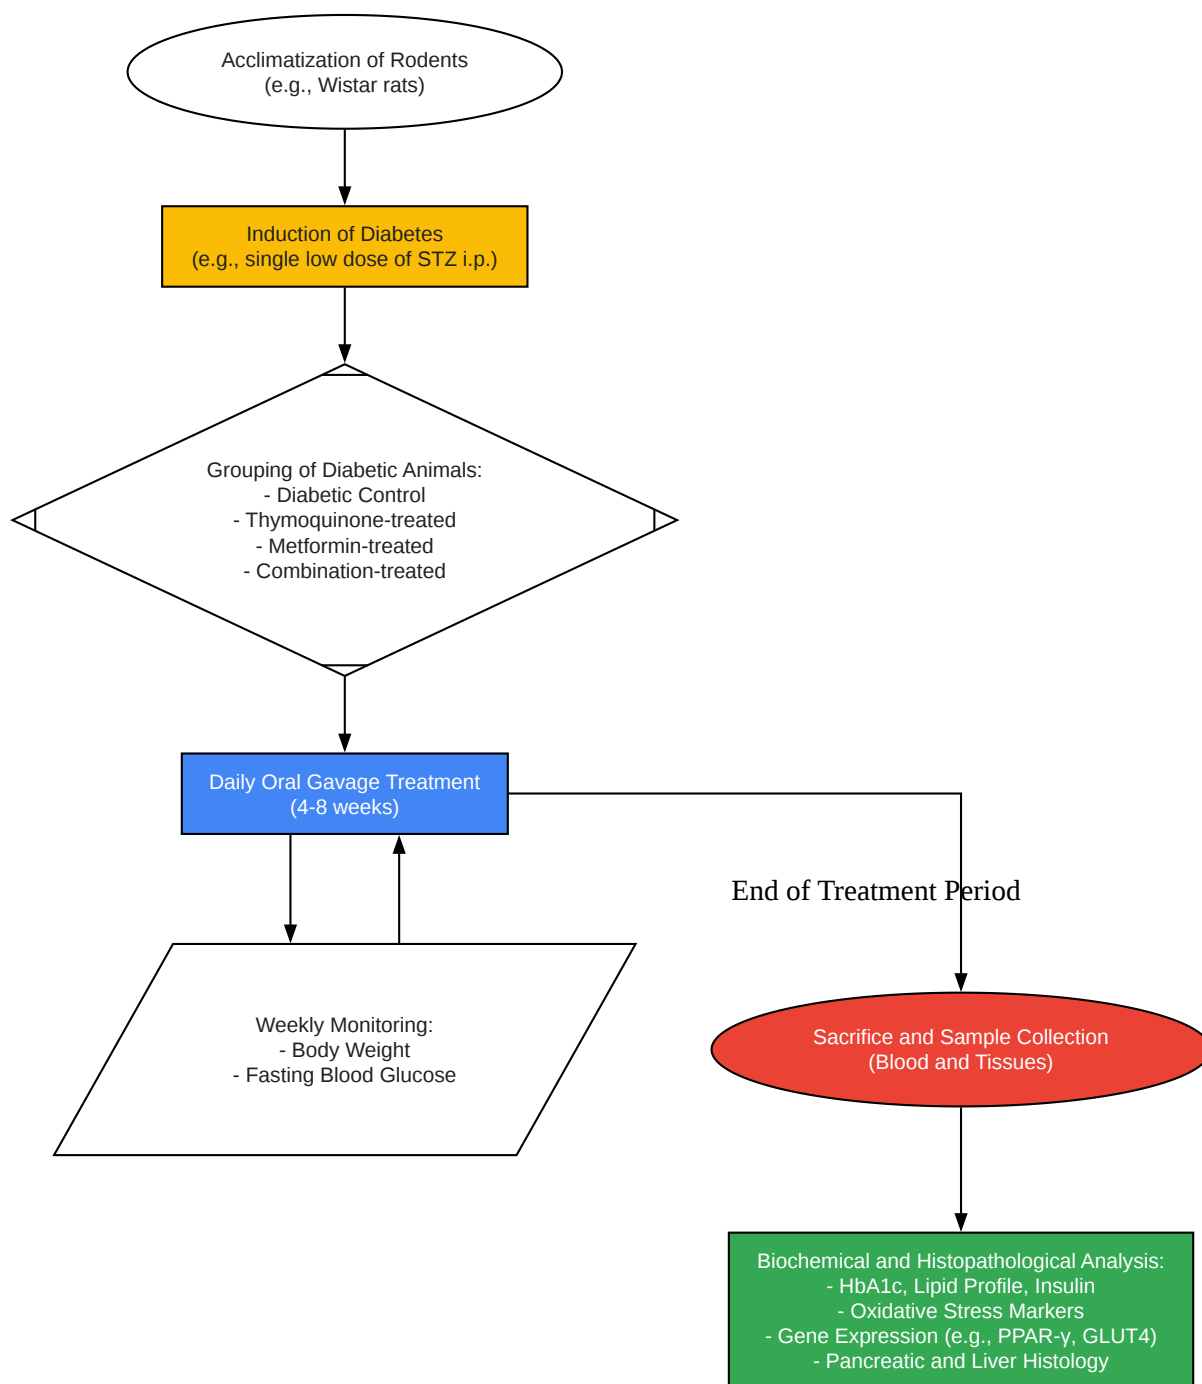 Acclimatization of Rodents
(e.g., Wistar rats)
Induction of Diabetes
(e.g., single low dose of STZ i.p.)
Grouping of Diabetic Animals:
- Diabetic Control
- Thymoquinone-treated
- Metformin-treated
- Combination-treated
Daily Oral Gavage Treatment
(4-8 weeks)
End of Treatment Period
Weekly Monitoring:
- Body Weight
- Fasting Blood Glucose
Sacrifice and Sample Collection
(Blood and Tissues)
Biochemical and Histopathological Analysis:
- HbA1c, Lipid Profile, Insulin
- Oxidative Stress Markers
- Gene Expression (e.g., PPAR-γ, GLUT4)
- Pancreatic and Liver Histology